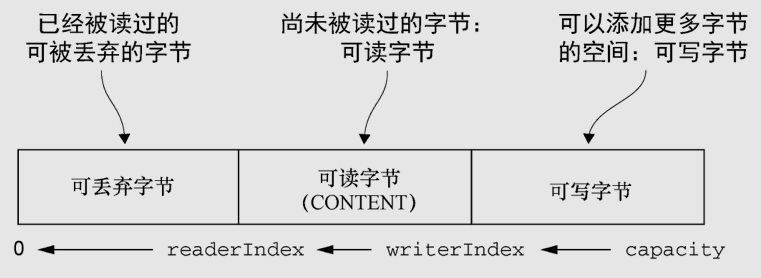 已经被读过的
可被丢弃的字节
尚未被读过的字节：
可读字节
可以添加更多字节
的空间：可写字节
可丢弃字节
可读字节
(CONTENT)
可写字节
0 readerIndex writerIndex capacity